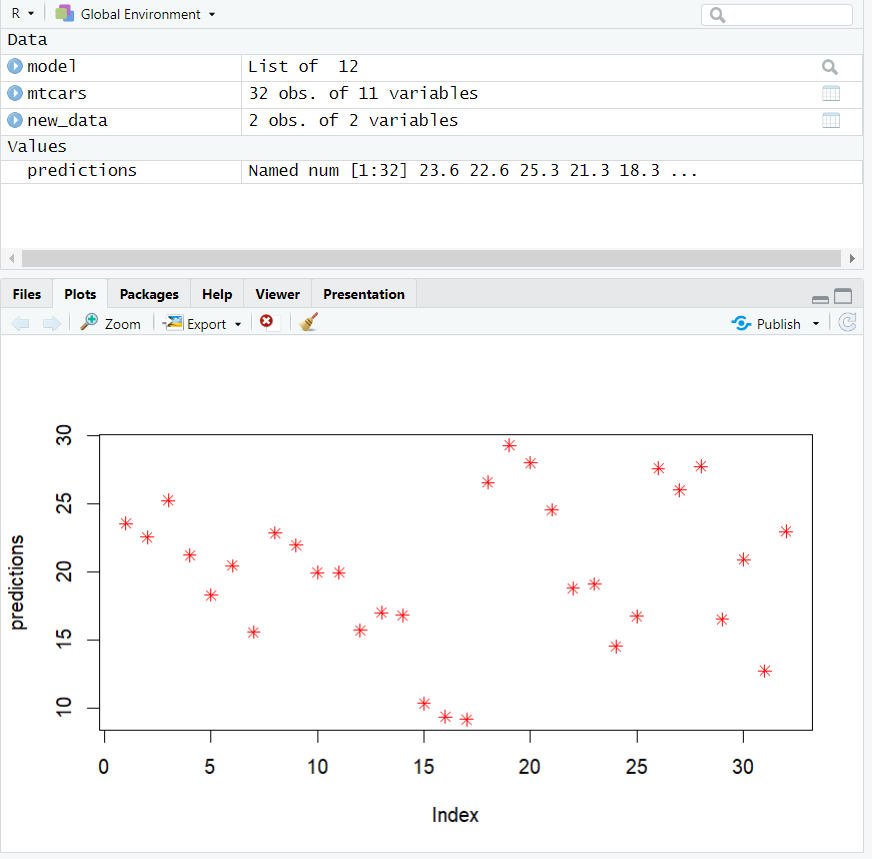 R Global Environment
Data
model List of  12
mtcars 32 obs. of 11 variables
new_data 2 obs. of 2 variables
Values
predictions Named num [1:32] 23.6 22.6 25.3 21.3 18.3 ...
Files Plots Packages Help Viewer Presentation
Zoom Export Publish
30
25
20
15
10
predictions
0 5 10 15 20 25 30
Index